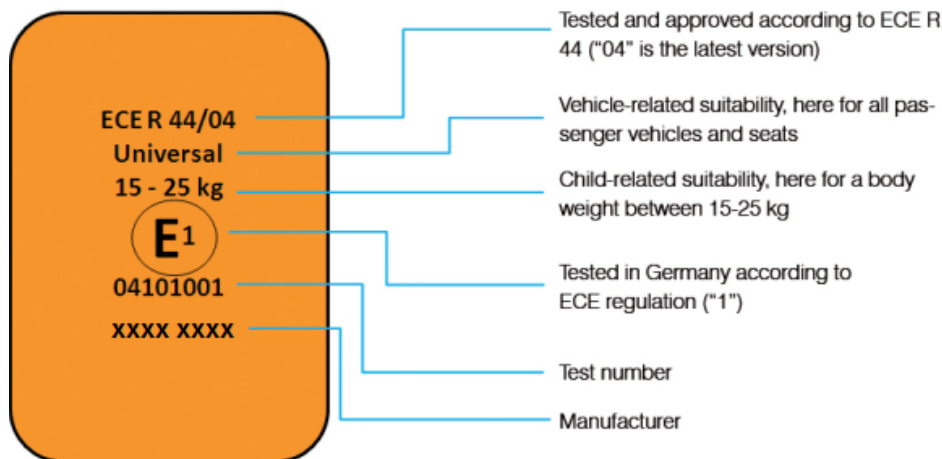 ECE R 44/04
Universal
15 - 25 kg
E1
04101001
xxxx xxxx
Tested and approved according to ECE R
44 (“04” is the latest version)
Vehicle-related suitability, here for all pas-
senger vehicles and seats
Child-related suitability, here for a body
weight between 15-25 kg
Tested in Germany according to
ECE regulation (“1”)
Test number
Manufacturer